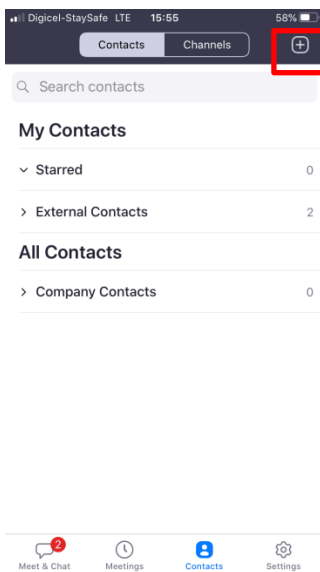 Digicel-StaySafe LTE 15:55 58%
Contacts Channels
Search contacts
My Contacts
Starred 0
External Contacts 2
All Contacts
Company Contacts 0
2
Meet & Chat Meetings Contacts Settings